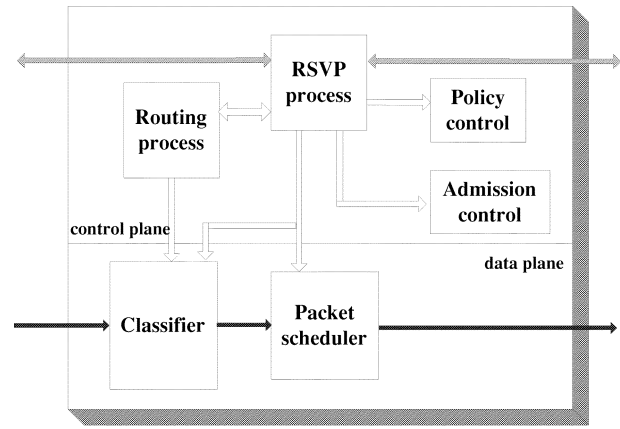 RSVP
process
Policy
control
Routing
process
Admission
control
control plane
data plane
Classifier
Packet
scheduler